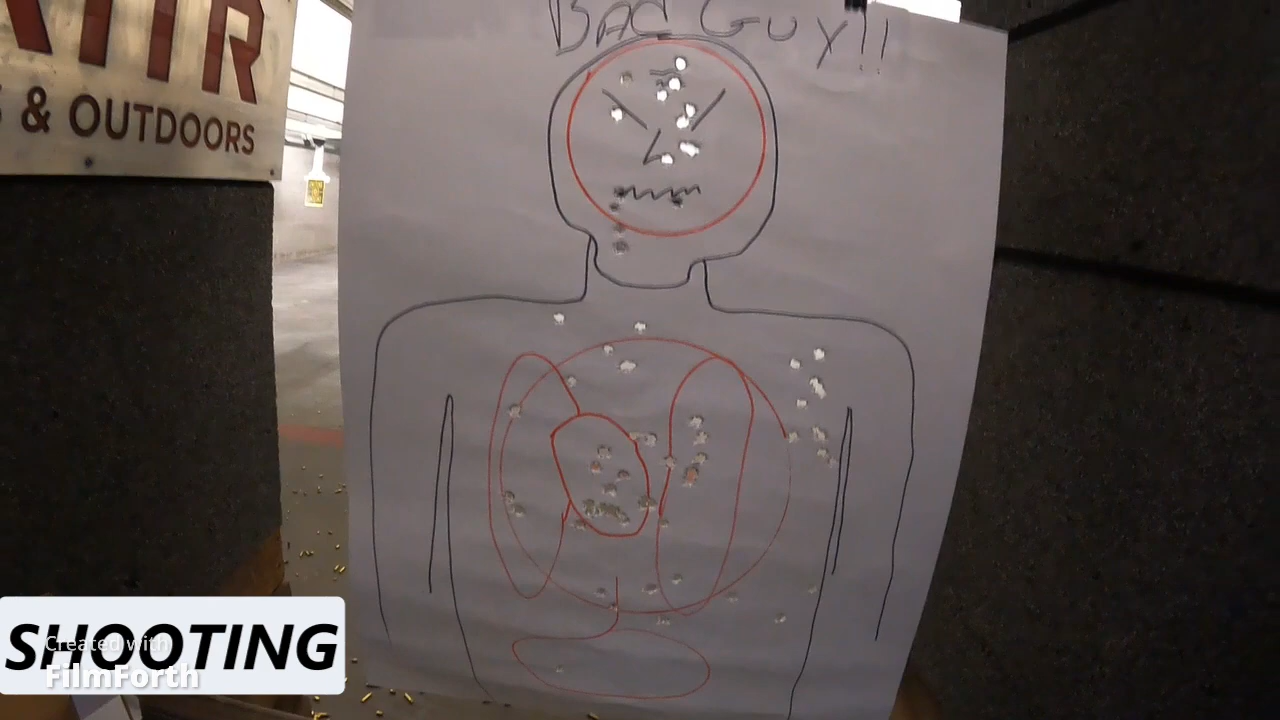 BAD GUY!!
& OUTDOORS
SHOOTING
Created with
FilmForth